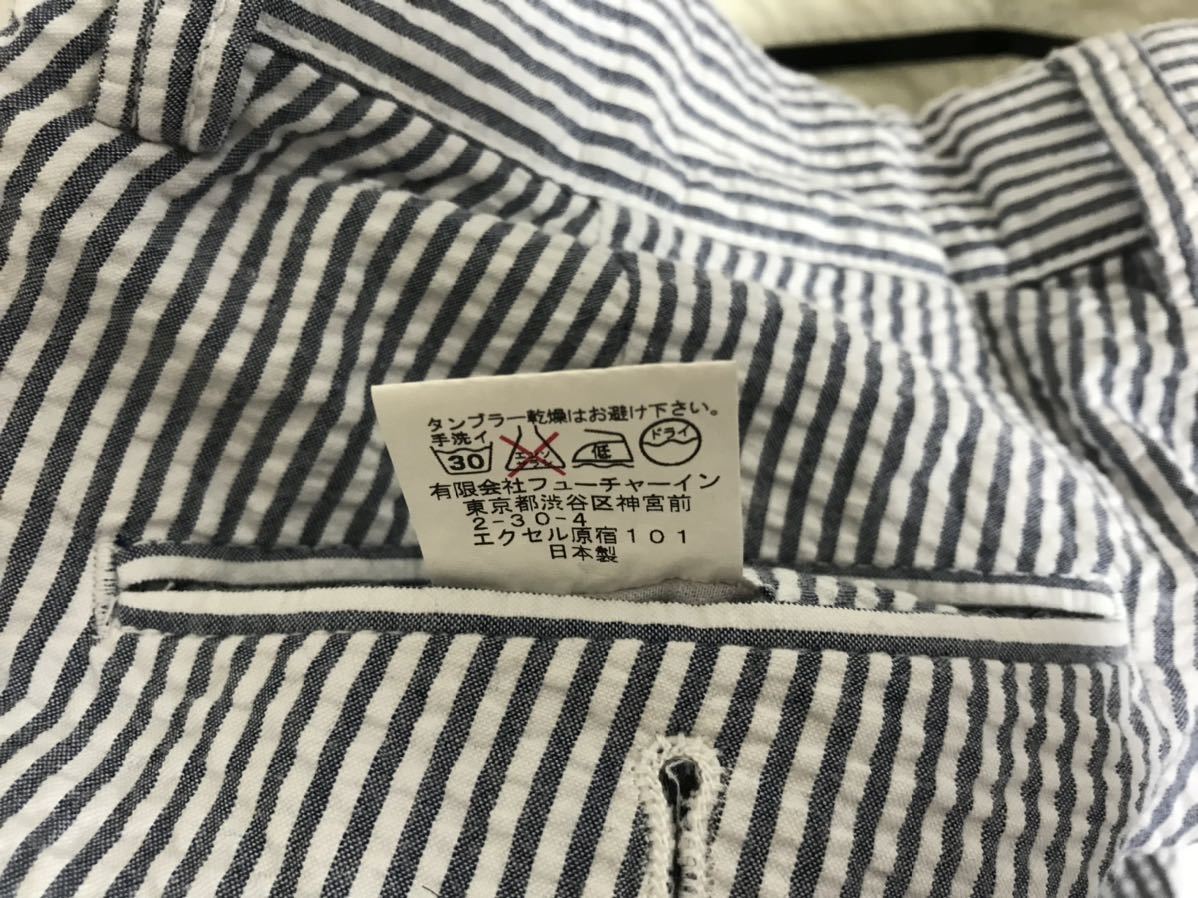 タンブラー乾燥はお避け下さい。
手洗イ
30 エンソ 低 ドライ
有限会社フューチャーイン
東京都渋谷区神宮前
2-30-4
エクセル原宿101
日本製